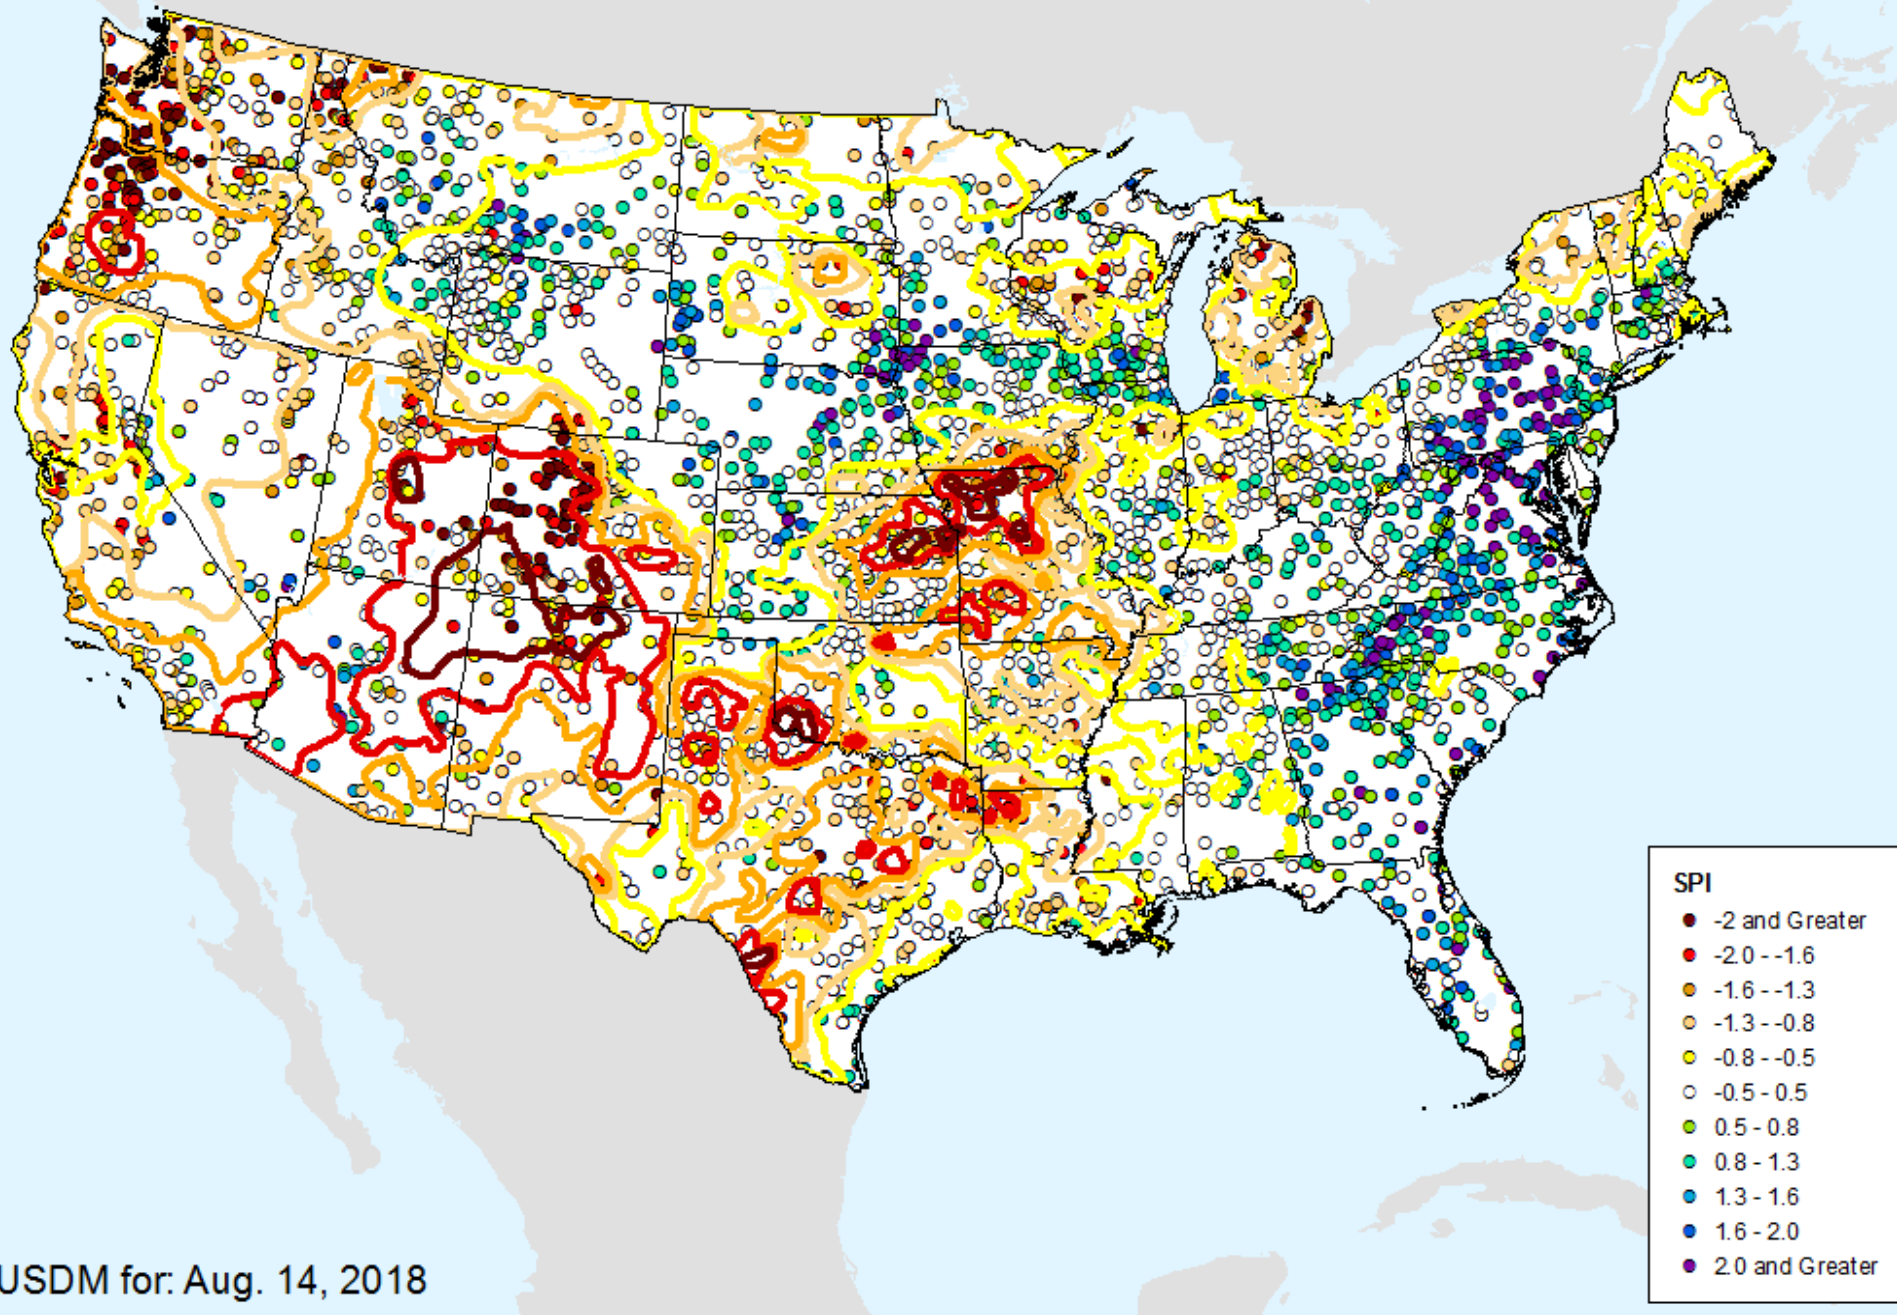 SPI
-2 and Greater
-2.0 - -1.6
-1.6 - -1.3
-1.3 - -0.8
-0.8 - -0.5
-0.5 - 0.5
0.5 - 0.8
0.8 - 1.3
1.3 - 1.6
1.6 - 2.0
2.0 and Greater
USDM for: Aug. 14, 2018